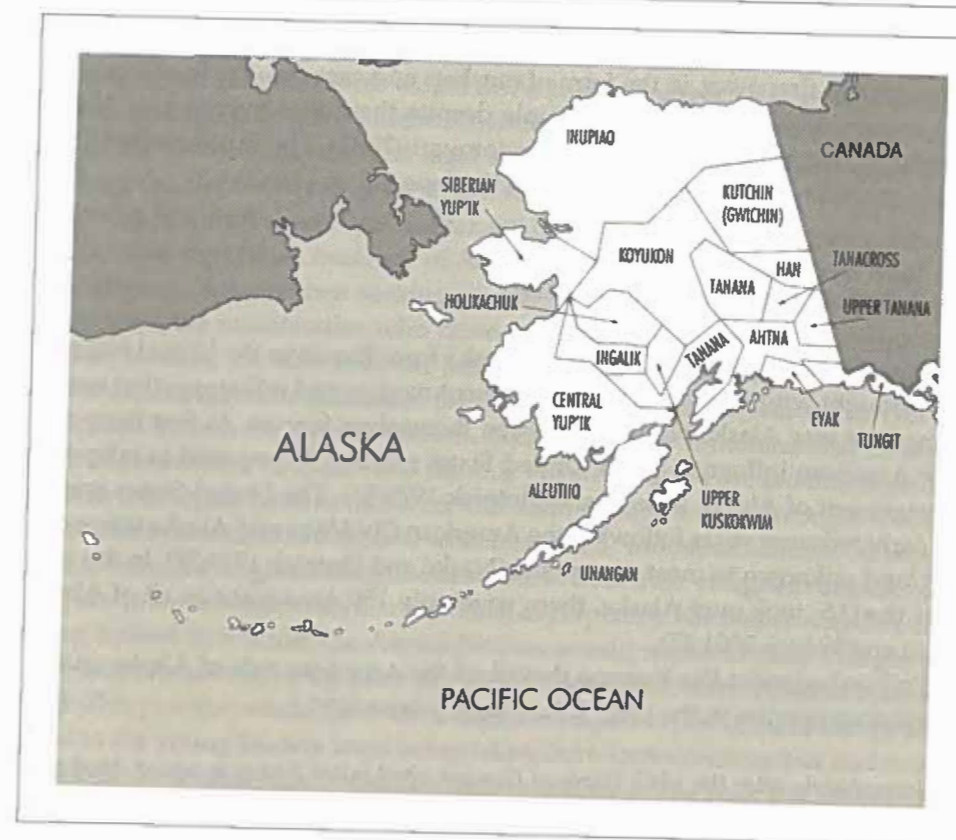 INUPIAQ
CANADA
SIBERIAN
YUP'IK
KUTCHIN
(GWICHIN)
KOYUKON
TANACROSS
HAN
TANANA
HOLIKACHUK
UPPER TANANA
AHTNA
TANANA
INGALIK
CENTRAL
YUP'IK
EYAK
TUNGIT
ALASKA
ALEUTIIQ
UPPER
KUSKOKWIM
UNANGAN
PACIFIC OCEAN